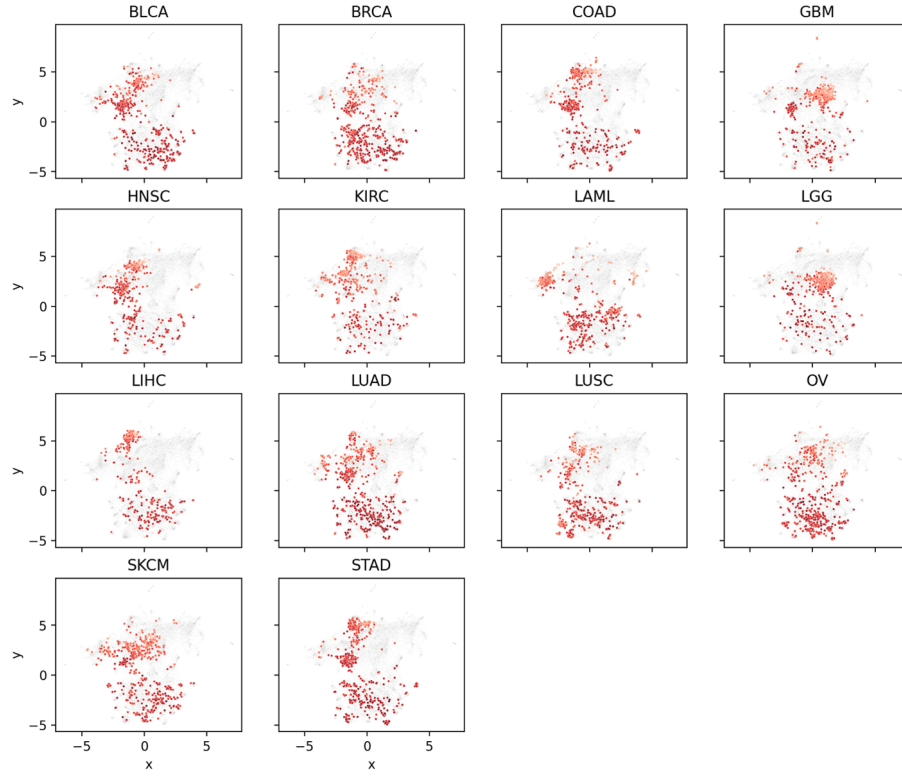 BLCA BRCA COAD GBM
y 5 0 −5
HNSC KIRC LAML LGG
y 5 0 −5
LIHC LUAD LUSC OV
y 5 0 −5
SKCM STAD
y 5 0 −5
−5 0 5 −5 0 5
x x